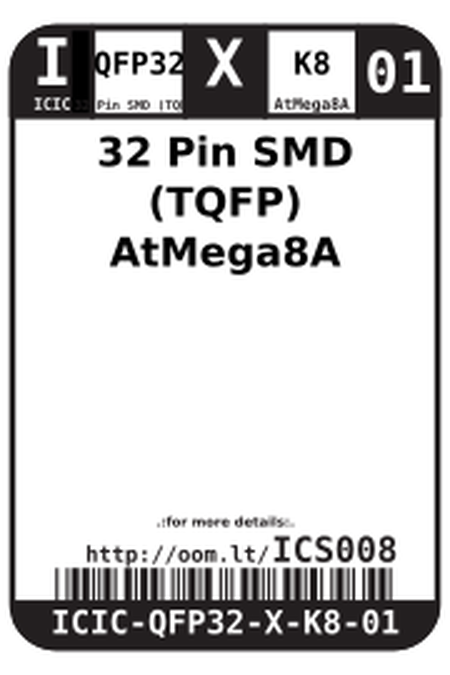 I QFP32 X K8 01
ICIC 32 Pin SMD (TQ AtMega8A
32 Pin SMD
(TQFP)
AtMega8A
.:for more details:.
http://oom.lt/ICS008
ICIC-QFP32-X-K8-01